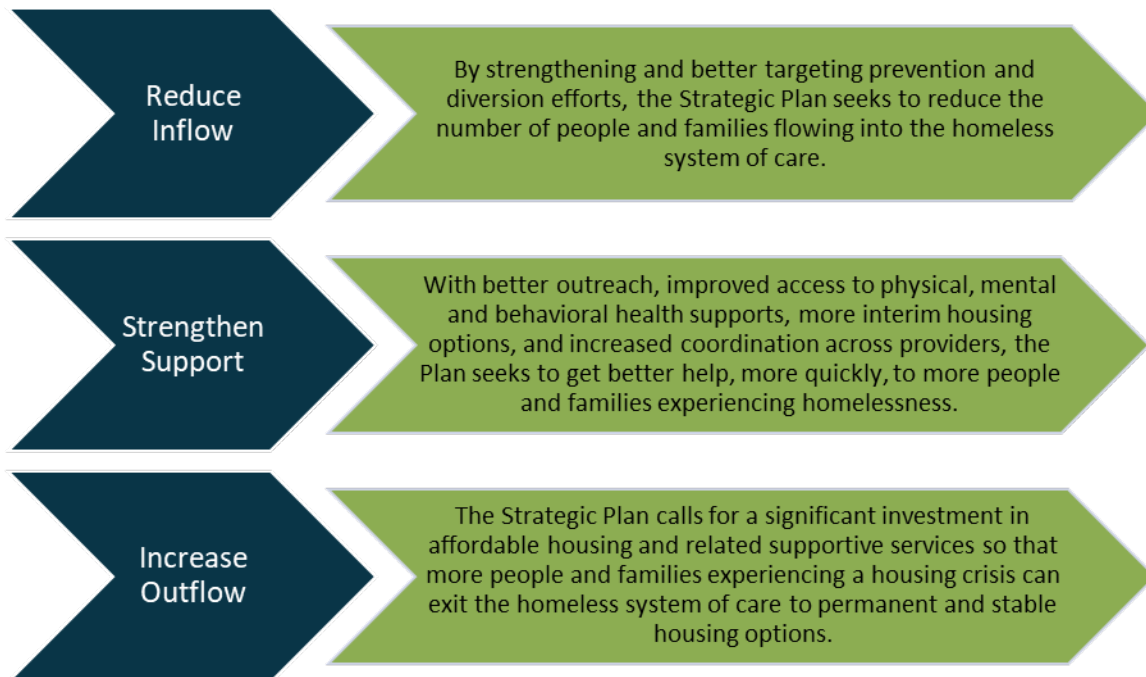 Reduce
Inflow
By strengthening and better targeting prevention and
diversion efforts, the Strategic Plan seeks to reduce the
number of people and families flowing into the homeless
system of care.
Strengthen
Support
With better outreach, improved access to physical, mental
and behavioral health supports, more interim housing
options, and increased coordination across providers, the
Plan seeks to get better help, more quickly, to more people
and families experiencing homelessness.
Increase
Outflow
The Strategic Plan calls for a significant investment in
affordable housing and related supportive services so that
more people and families experiencing a housing crisis can
exit the homeless system of care to permanent and stable
housing options.